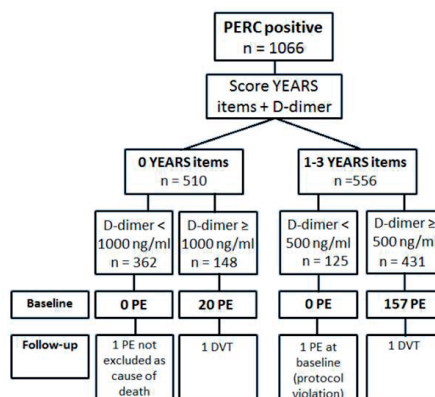 PERC positive
n = 1066
Score YEARS
items + D-dimer
0 YEARS items
n = 510
1-3 YEARS items
n =556
D-dimer <
1000 ng/ml
n = 362
D-dimer ≥
1000 ng/ml
n = 148
D-dimer <
500 ng/ml
n = 125
D-dimer ≥
500 ng/ml
n = 431
Baseline
0 PE
20 PE
0 PE
157 PE
Follow-up
1 PE not
excluded as
cause of
death
1 DVT
1 PE at
baseline
(protocol
violation)
1 DVT